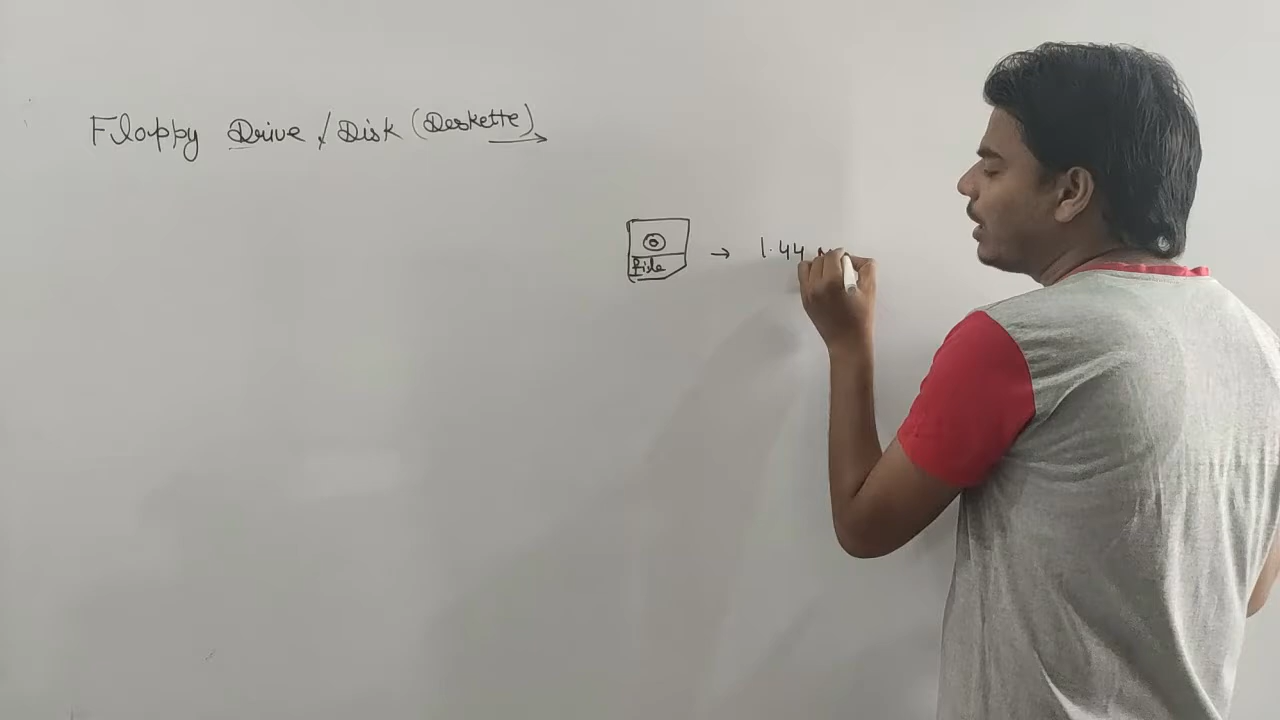 Floppy Drive / Disk (Deskette) →
File → 1.44